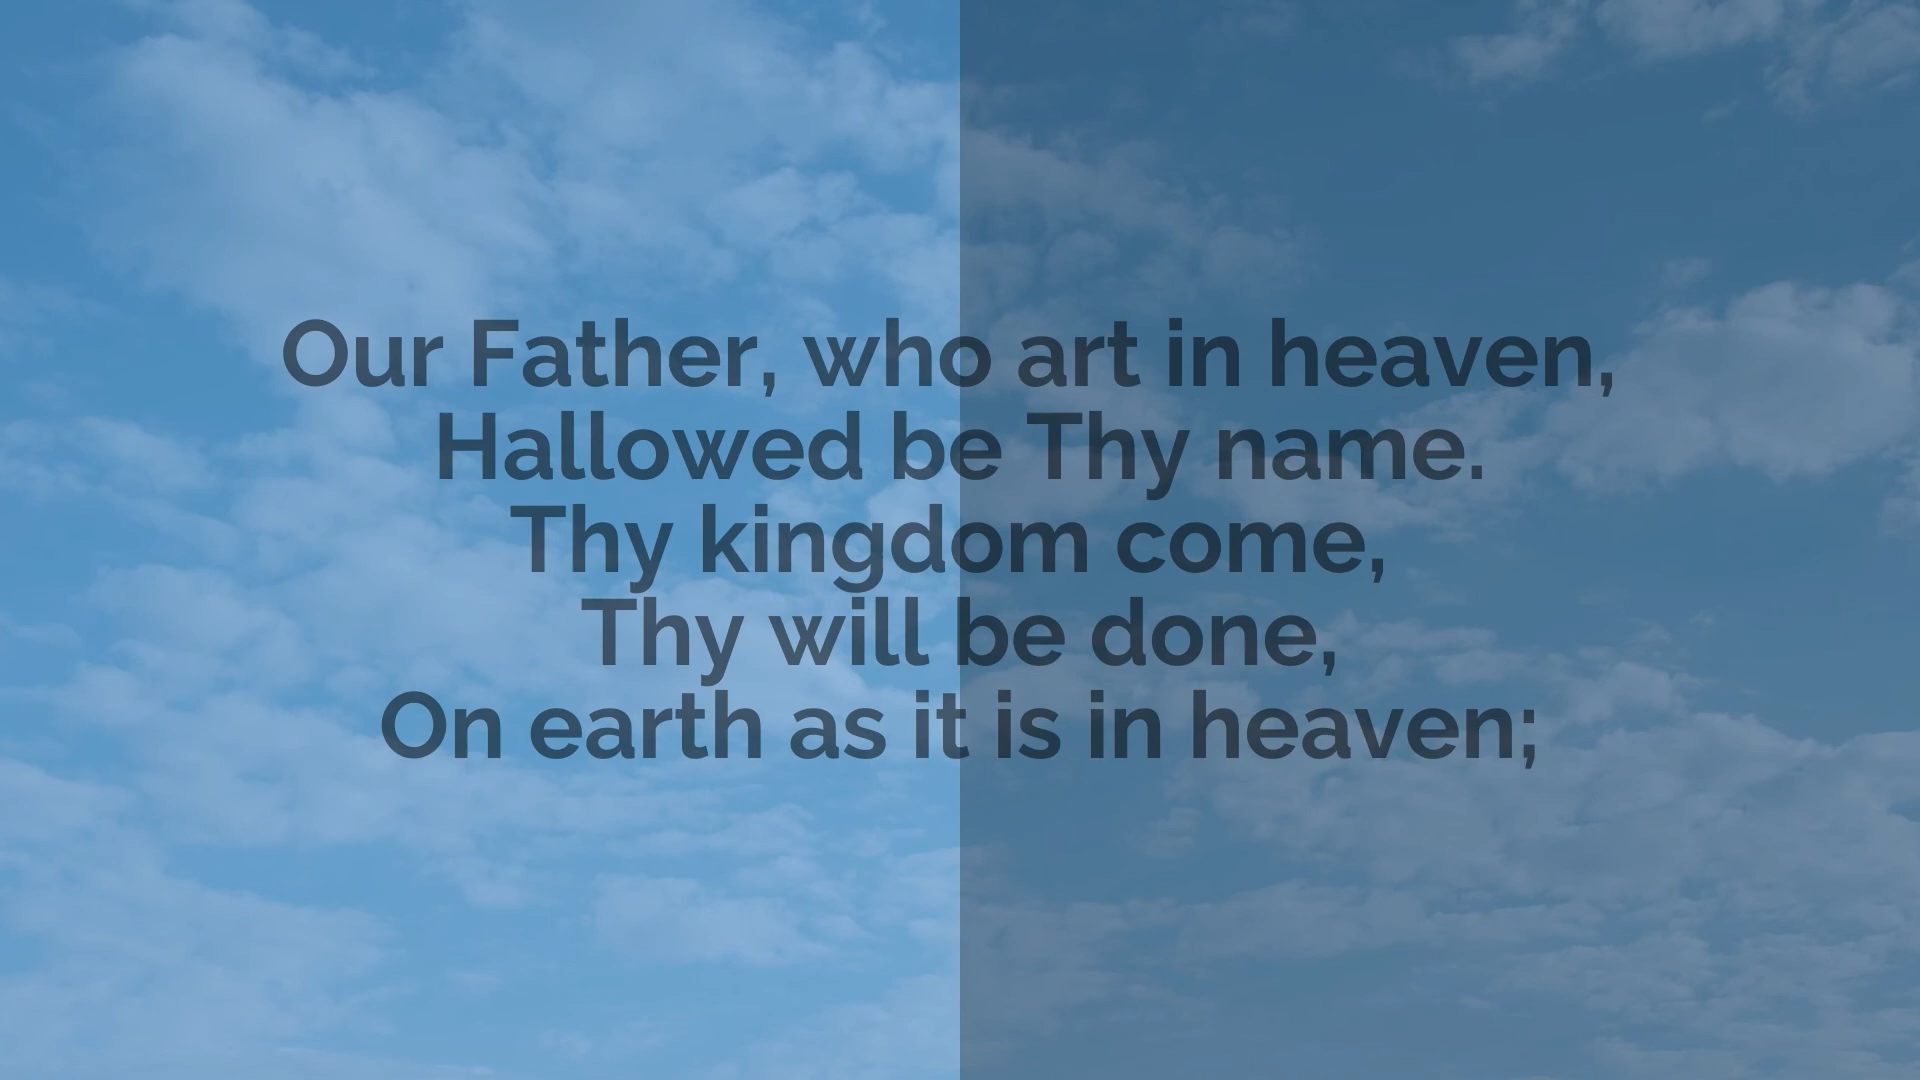 Our Father, who art in heaven,
Hallowed be Thy name.
Thy kingdom come,
Thy will be done,
On earth as it is in heaven;